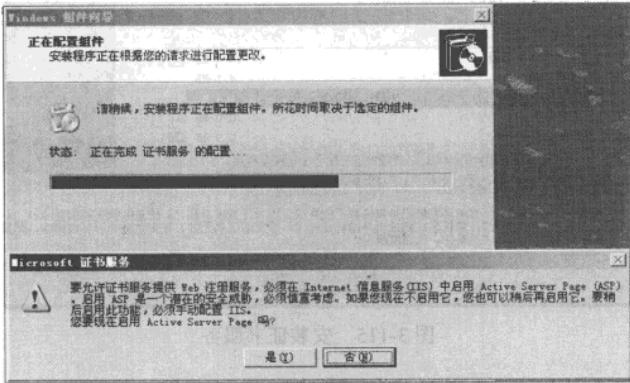 Windows 组件向导
正在配置组件
安装程序正在根据您的请求进行配置更改。
请稍候，安装程序正在配置组件。所花时间取决于选定的组件。
状态: 正在完成 证书服务 的配置...
Microsoft 证书服务
要允许证书服务提供 Web 注册服务，必须在 Internet 信息服务(IIS) 中启用 Active Server Page (ASP)
。启用 ASP 是一个潜在的安全威胁，必须慎重考虑。如果您现在不启用它，您也可以稍后再启用它。要稍
后启用此功能，必须手动配置 IIS。
您要现在启用 Active Server Page 吗?
是(Y) 否(N)